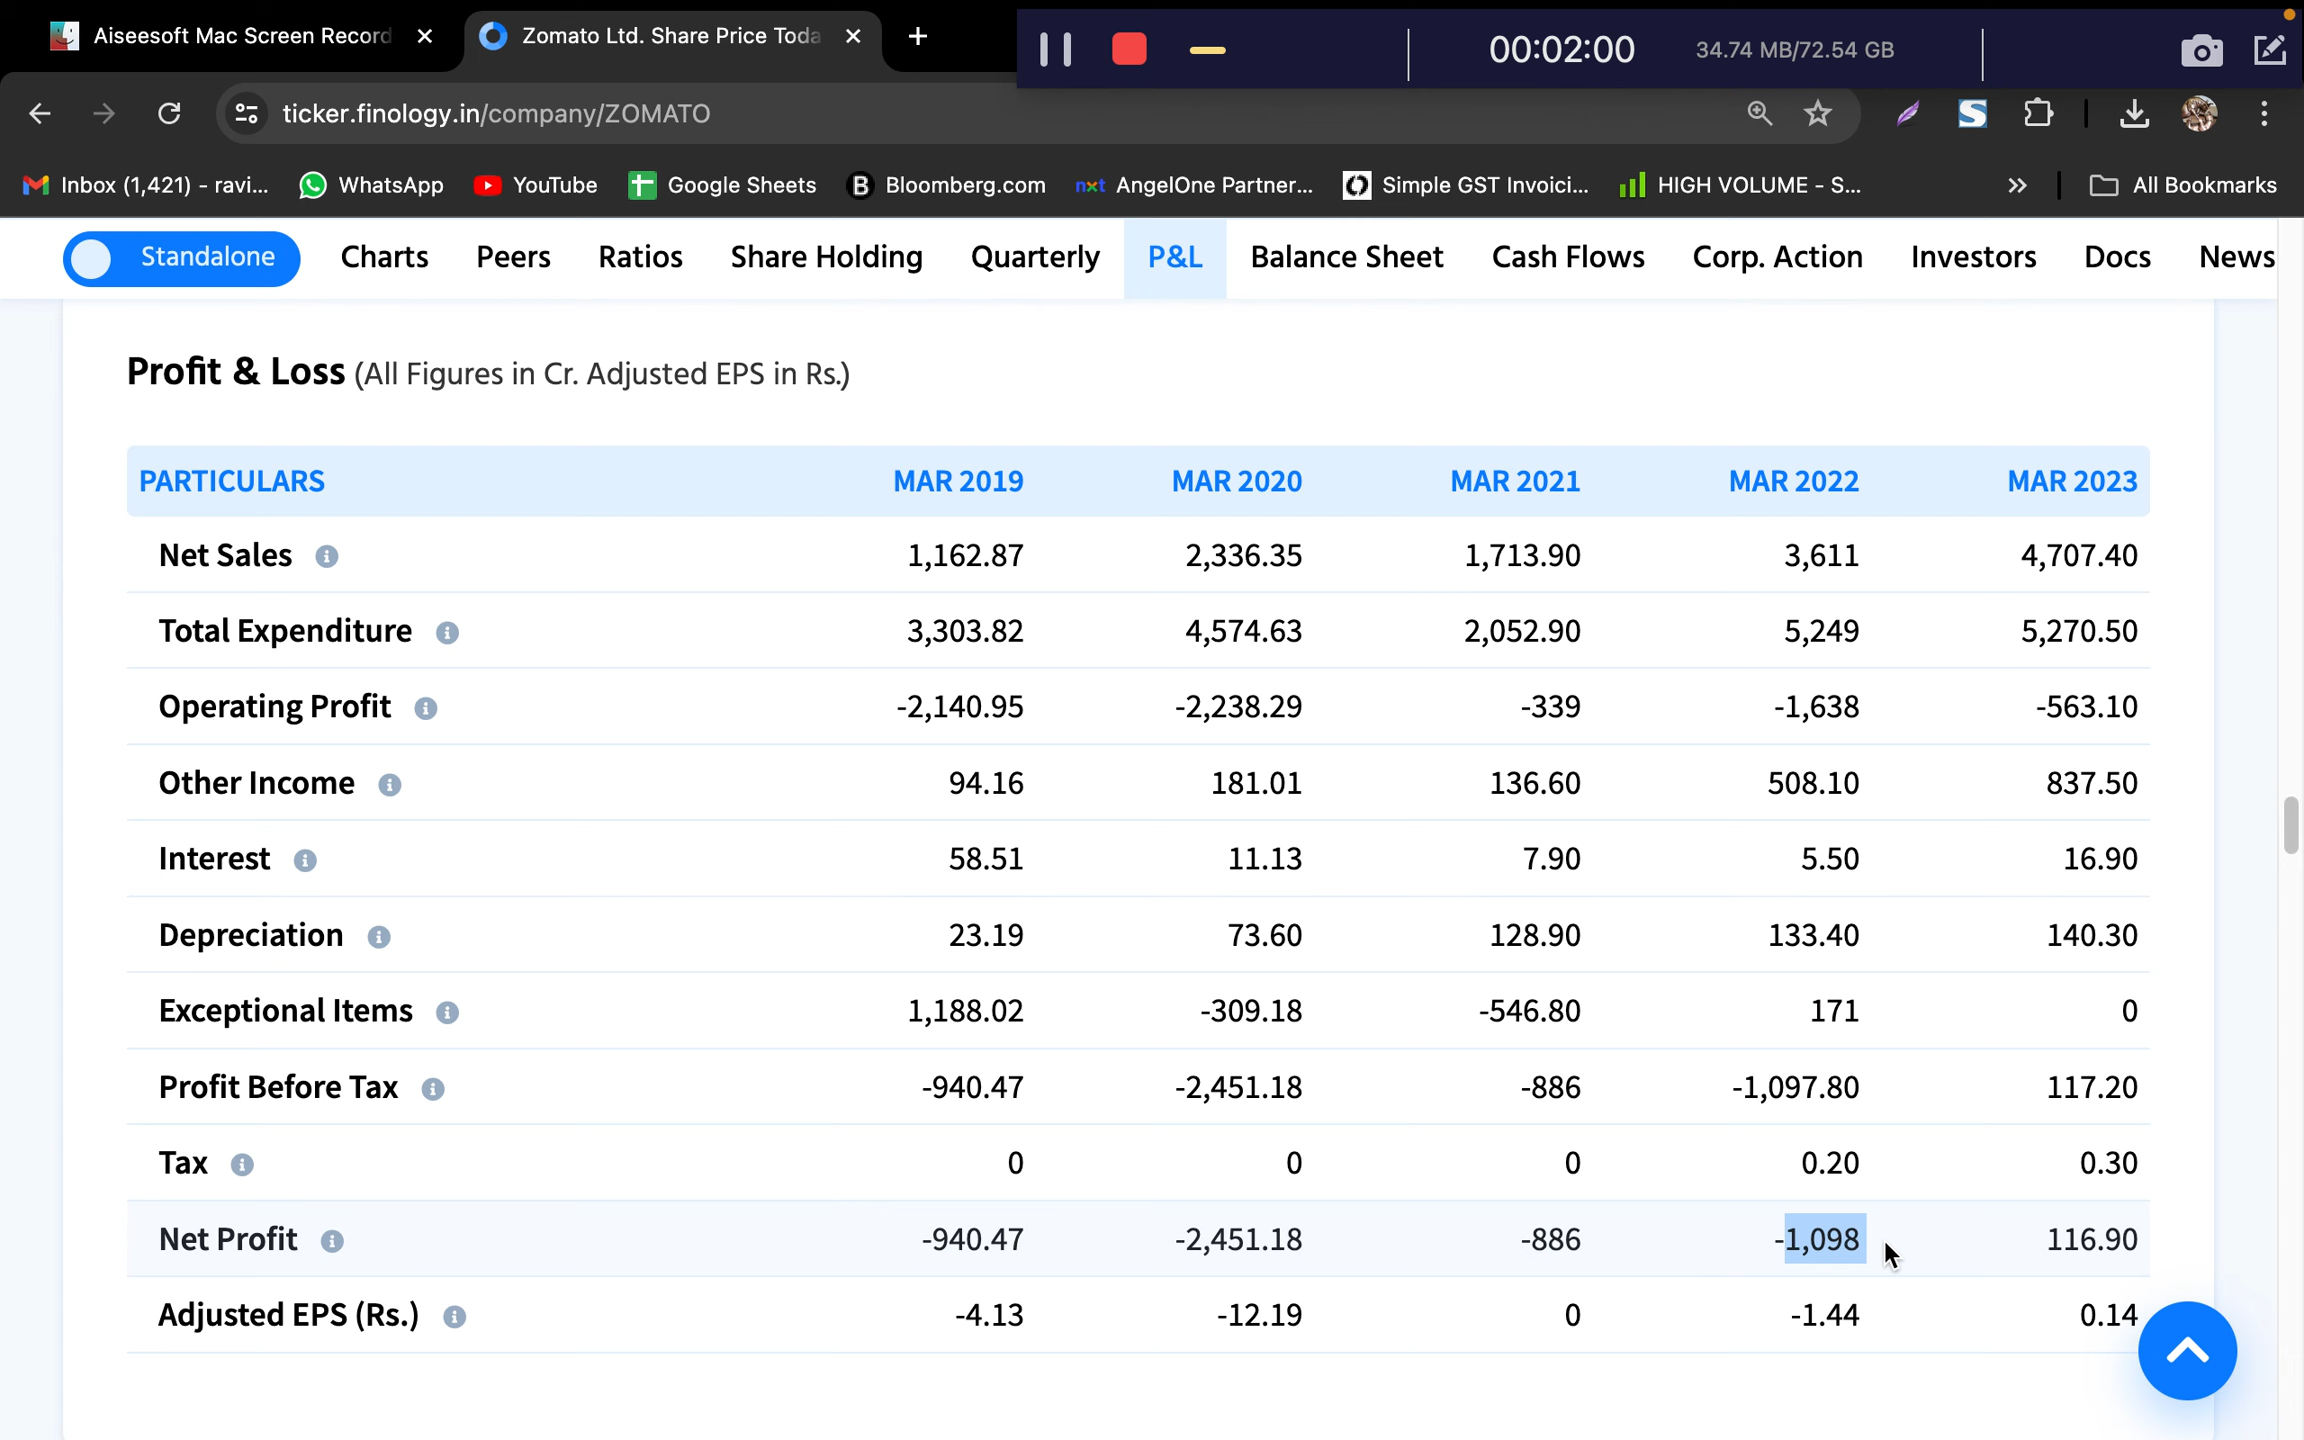 Aiseesoft Mac Screen Record
Zomato Ltd. Share Price Toda
00:02:00
34.74 MB/72.54 GB
ticker.finology.in/company/ZOMATO
Inbox (1,421) - ravi...
WhatsApp
YouTube
Google Sheets
Bloomberg.com
AngelOne Partner...
Simple GST Invoici...
HIGH VOLUME - S...
All Bookmarks
Standalone
Charts
Peers
Ratios
Share Holding
Quarterly
P&L
Balance Sheet
Cash Flows
Corp. Action
Investors
Docs
News
Profit & Loss (All Figures in Cr. Adjusted EPS in Rs.)
PARTICULARS MAR 2019 MAR 2020 MAR 2021 MAR 2022 MAR 2023
Net Sales 1,162.87 2,336.35 1,713.90 3,611 4,707.40
Total Expenditure 3,303.82 4,574.63 2,052.90 5,249 5,270.50
Operating Profit -2,140.95 -2,238.29 -339 -1,638 -563.10
Other Income 94.16 181.01 136.60 508.10 837.50
Interest 58.51 11.13 7.90 5.50 16.90
Depreciation 23.19 73.60 128.90 133.40 140.30
Exceptional Items 1,188.02 -309.18 -546.80 171 0
Profit Before Tax -940.47 -2,451.18 -886 -1,097.80 117.20
Tax 0 0 0 0.20 0.30
Net Profit -940.47 -2,451.18 -886 -1,098 116.90
Adjusted EPS (Rs.) -4.13 -12.19 0 -1.44 0.14